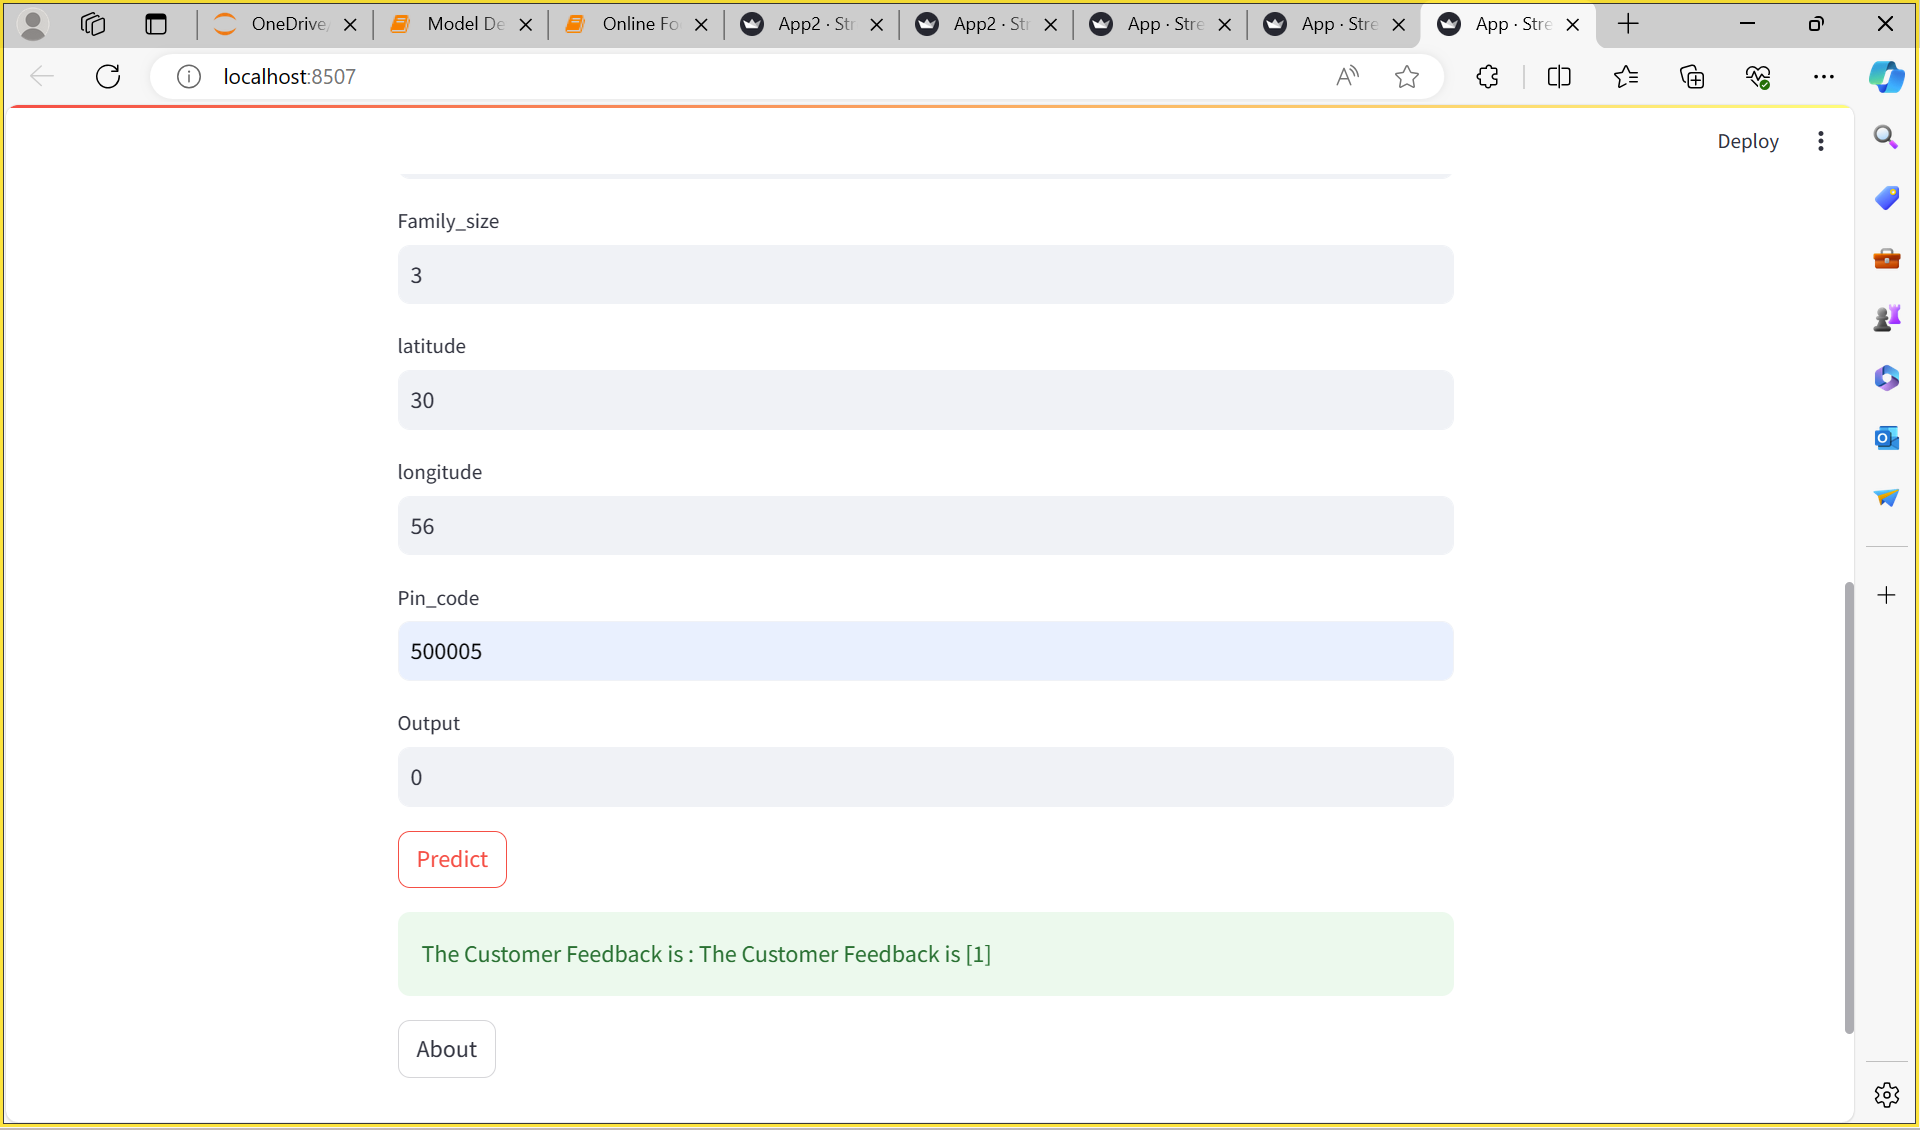 OneDrive/
Model De
Online Fo
App2 · Str
App2 · Str
App · Stre
App · Stre
App · Stre
localhost:8507
Deploy
Family_size
3
latitude
30
longitude
56
Pin_code
500005
Output
0
Predict
The Customer Feedback is : The Customer Feedback is [1]
About